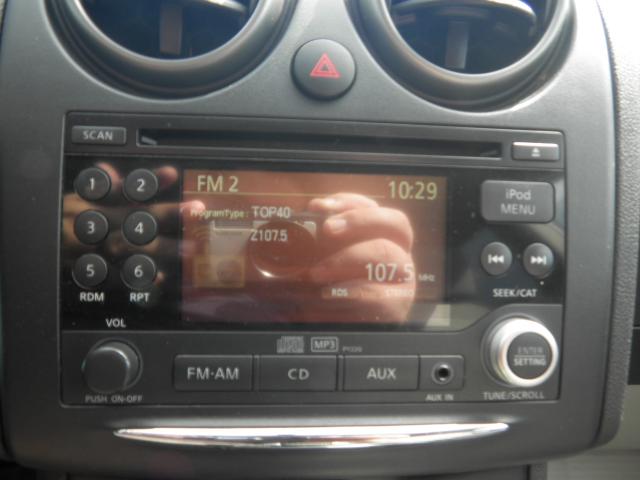 SCAN
1 2
3 4
5 6
RDM RPT
FM 2 10:29
ProgramType: TOP40
Z107.5
107.5 MHz
RDS STEREO
iPod
MENU
SEEK/CAT
VOL
PUSH ON-OFF
MP3
FM·AM CD AUX
AUX IN
ENTER
SETTING
TUNE/SCROLL